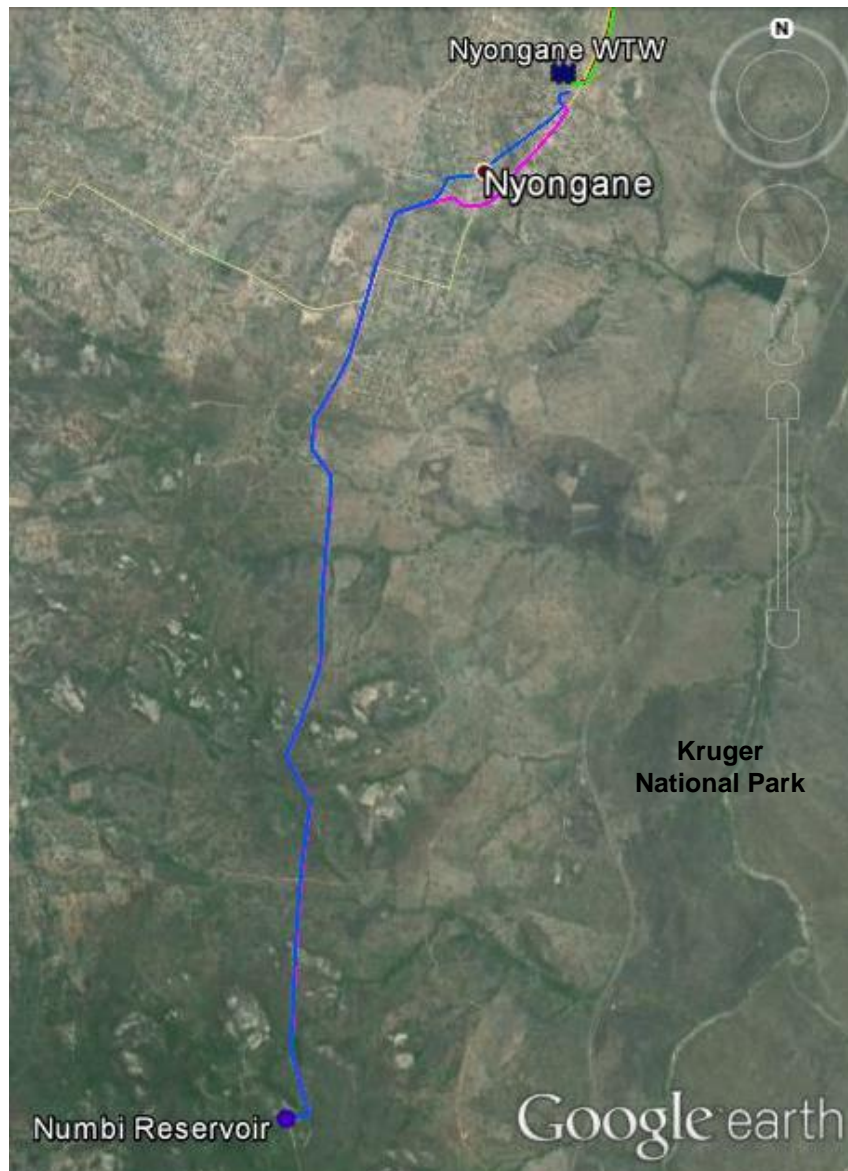 N
Nyongane WTW
Nyongane
Kruger
National Park
Numbi Reservoir
Google earth